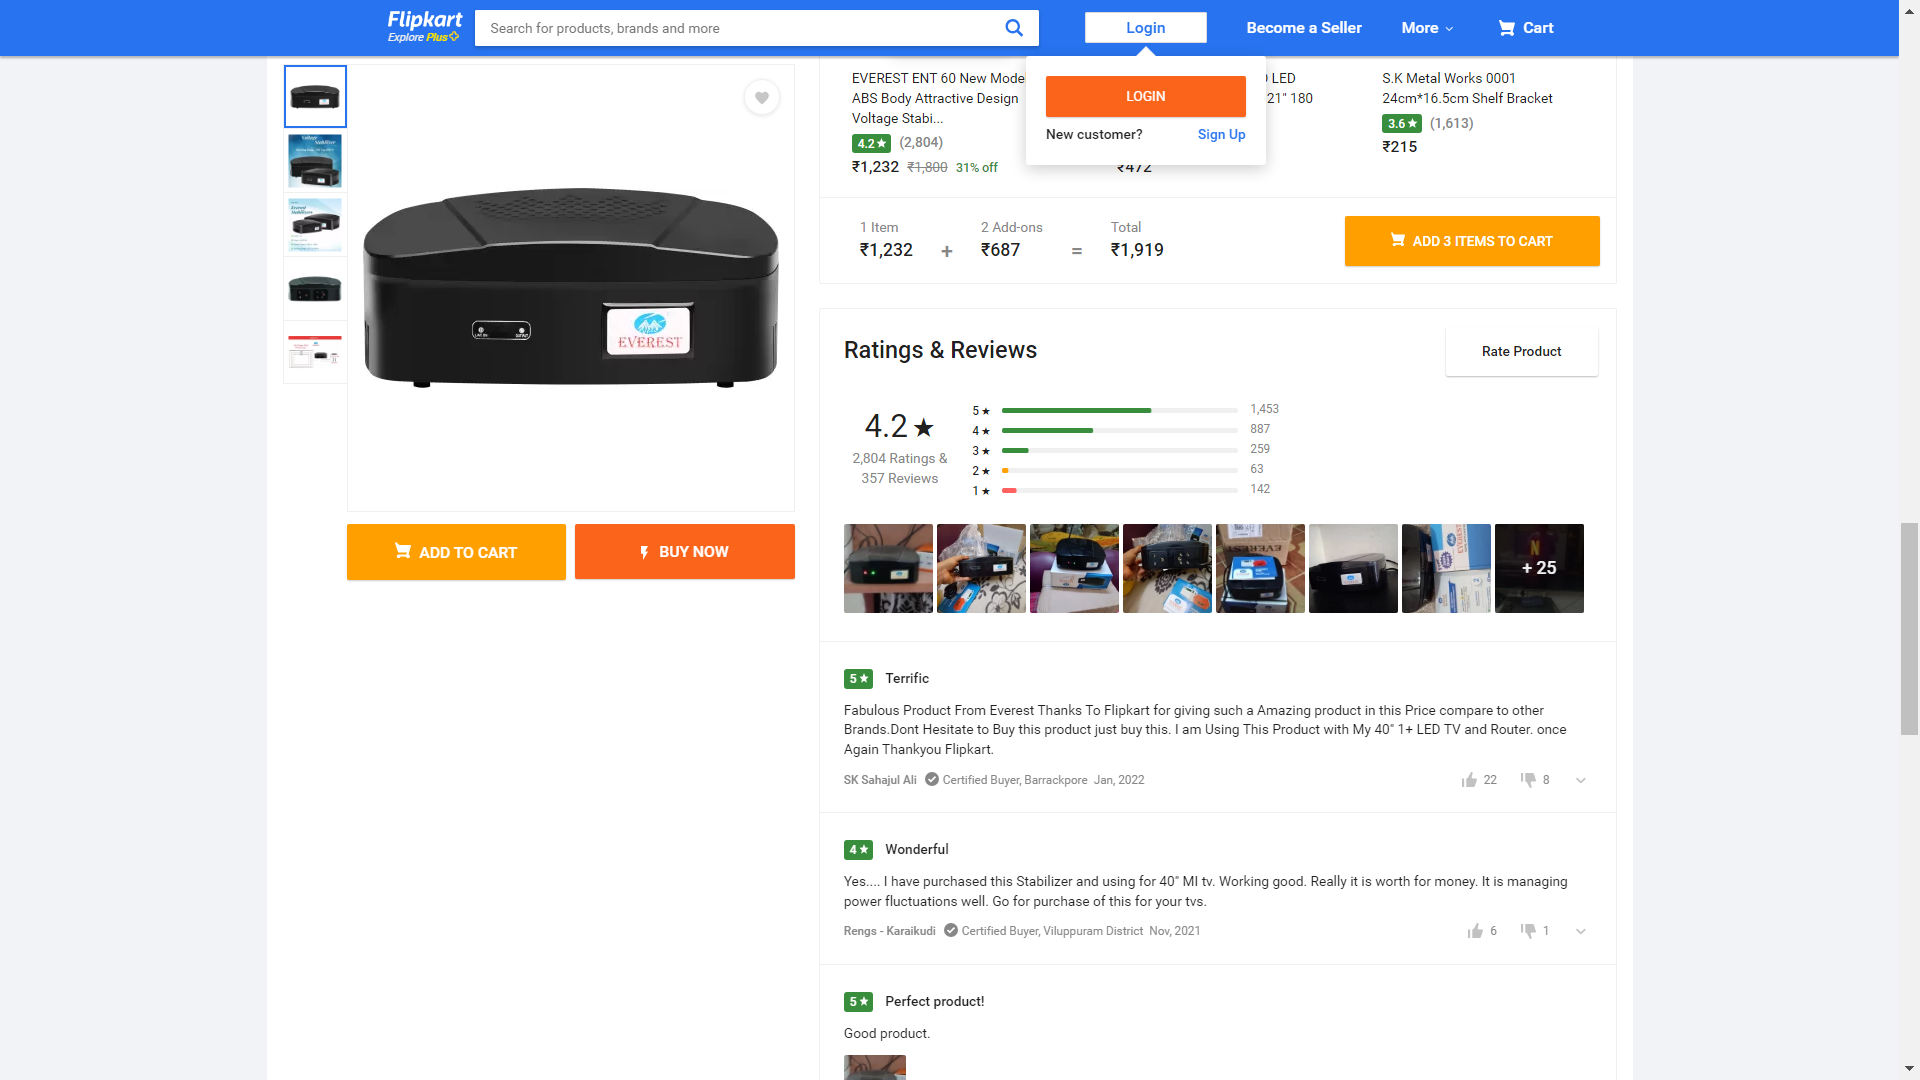 Flipkart
Explore Plus
Search for products, brands and more
Login
Become a Seller
More
Cart
LOGIN
New customer?
Sign Up
EVEREST ENT 60 New Mode
ABS Body Attractive Design
Voltage Stabi...
4.2★ (2,804)
₹1,232 ₹1,800 31% off
LED
21" 180
₹472
S.K Metal Works 0001
24cm*16.5cm Shelf Bracket
3.6★ (1,613)
₹215
1 Item
₹1,232
+
2 Add-ons
₹687
=
Total
₹1,919
ADD 3 ITEMS TO CART
EVEREST
ADD TO CART
BUY NOW
Ratings & Reviews
Rate Product
4.2★
2,804 Ratings &
357 Reviews
5★ 1,453
4★ 887
3★ 259
2★ 63
1★ 142
+ 25
5★ Terrific
Fabulous Product From Everest Thanks To Flipkart for giving such a Amazing product in this Price compare to other
Brands.Dont Hesitate to Buy this product just buy this. I am Using This Product with My 40" 1+ LED TV and Router. once
Again Thankyou Flipkart.
SK Sahajul Ali Certified Buyer, Barrackpore Jan, 2022
22 8
4★ Wonderful
Yes.... I have purchased this Stabilizer and using for 40" MI tv. Working good. Really it is worth for money. It is managing
power fluctuations well. Go for purchase of this for your tvs.
Rengs - Karaikudi Certified Buyer, Viluppuram District Nov, 2021
6 1
5★ Perfect product!
Good product.